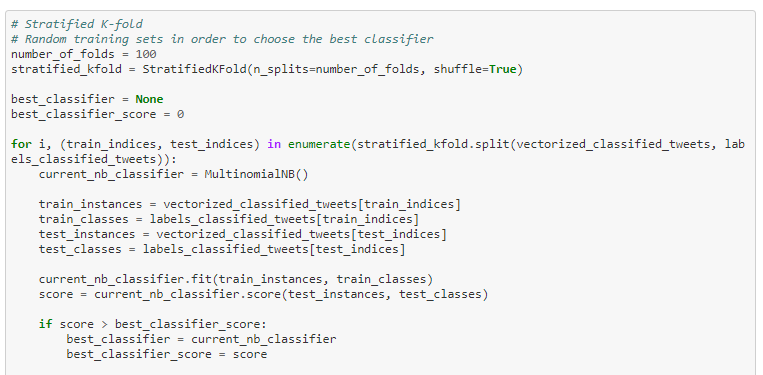 # Stratified K-fold
# Random training sets in order to choose the best classifier
number_of_folds = 100
stratified_kfold = StratifiedKFold(n_splits=number_of_folds, shuffle=True)

best_classifier = None
best_classifier_score = 0

for i, (train_indices, test_indices) in enumerate(stratified_kfold.split(vectorized_classified_tweets, lab
els_classified_tweets)):
    current_nb_classifier = MultinomialNB()

    train_instances = vectorized_classified_tweets[train_indices]
    train_classes = labels_classified_tweets[train_indices]
    test_instances = vectorized_classified_tweets[test_indices]
    test_classes = labels_classified_tweets[test_indices]

    current_nb_classifier.fit(train_instances, train_classes)
    score = current_nb_classifier.score(test_instances, test_classes)

    if score > best_classifier_score:
        best_classifier = current_nb_classifier
        best_classifier_score = score